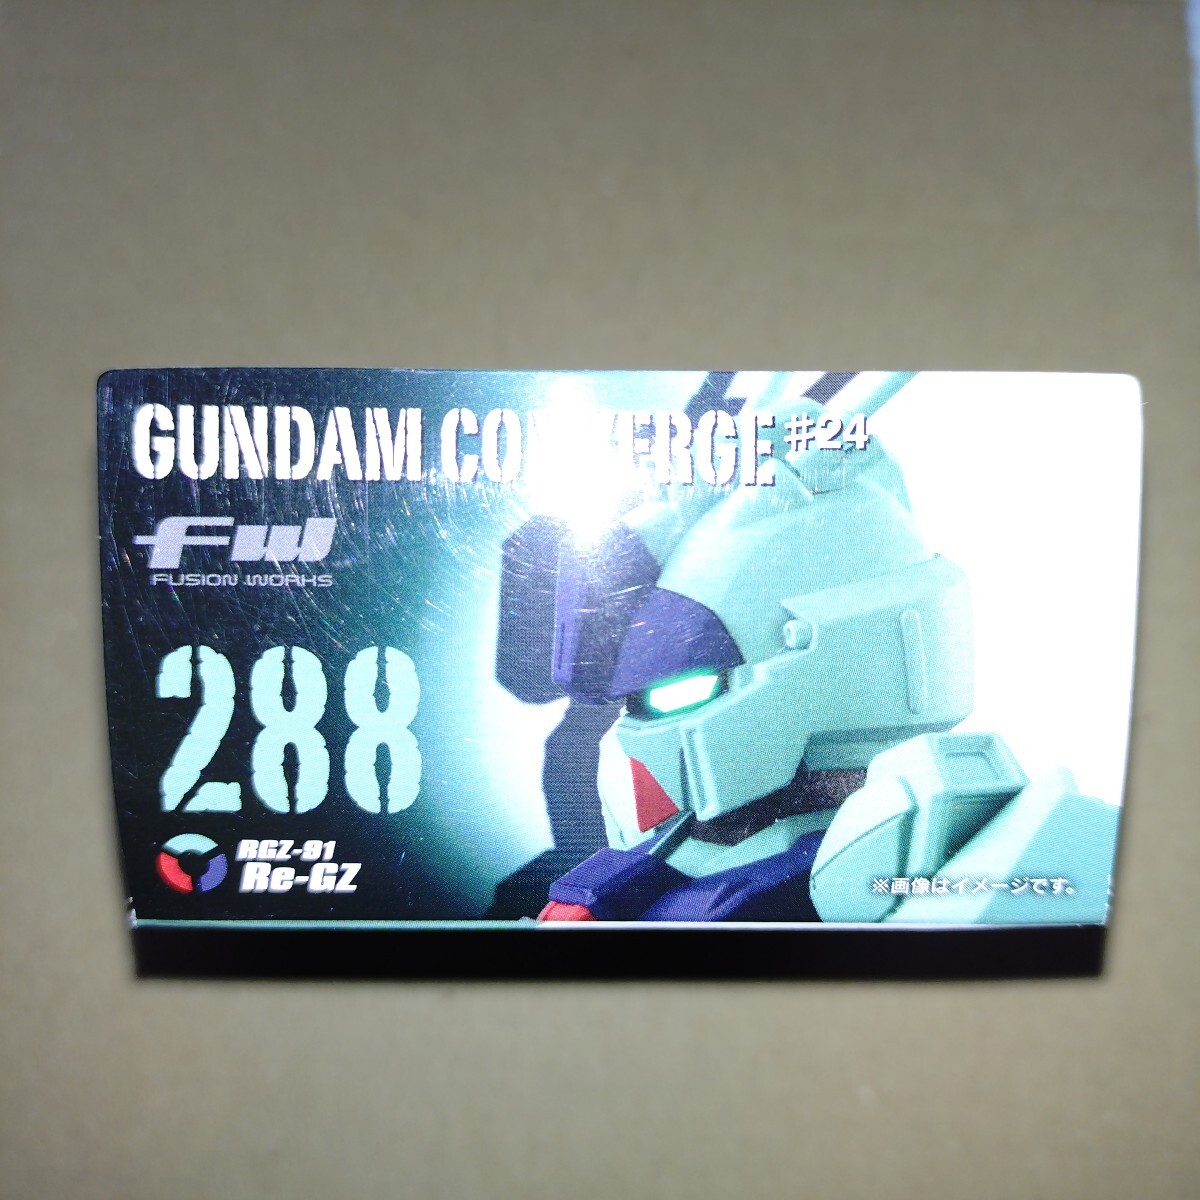 GUNDAM CONVERGE #24
FW
FUSION WORKS
288
RGZ-91
Re-GZ
※画像はイメージです。